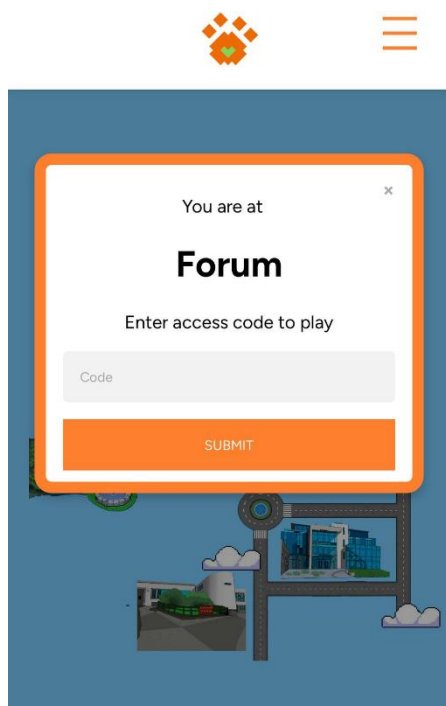 ×
You are at
Forum
Enter access code to play
Code
SUBMIT